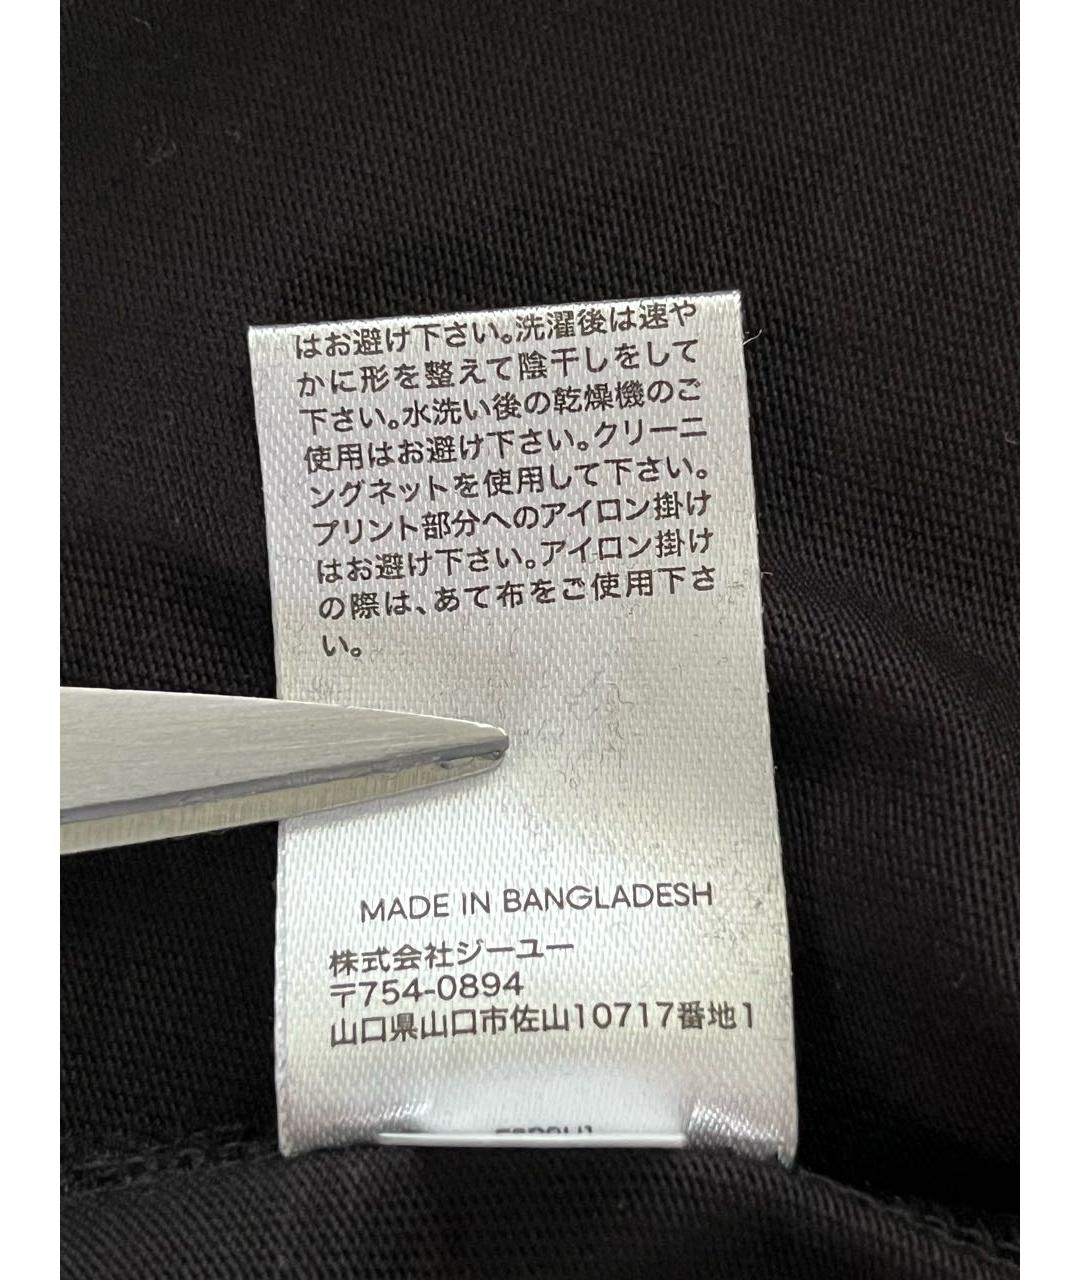 はお避け下さい。洗濯後は速や
かに形を整えて陰干しをして
下さい。水洗い後の乾燥機のご
使用はお避け下さい。クリーニ
ングネットを使用して下さい。
プリント部分へのアイロン掛け
はお避け下さい。アイロン掛け
の際は、あて布をご使用下さ
い。
MADE IN BANGLADESH
株式会社ジーユー
〒754-0894
山口県山口市佐山10717番地1